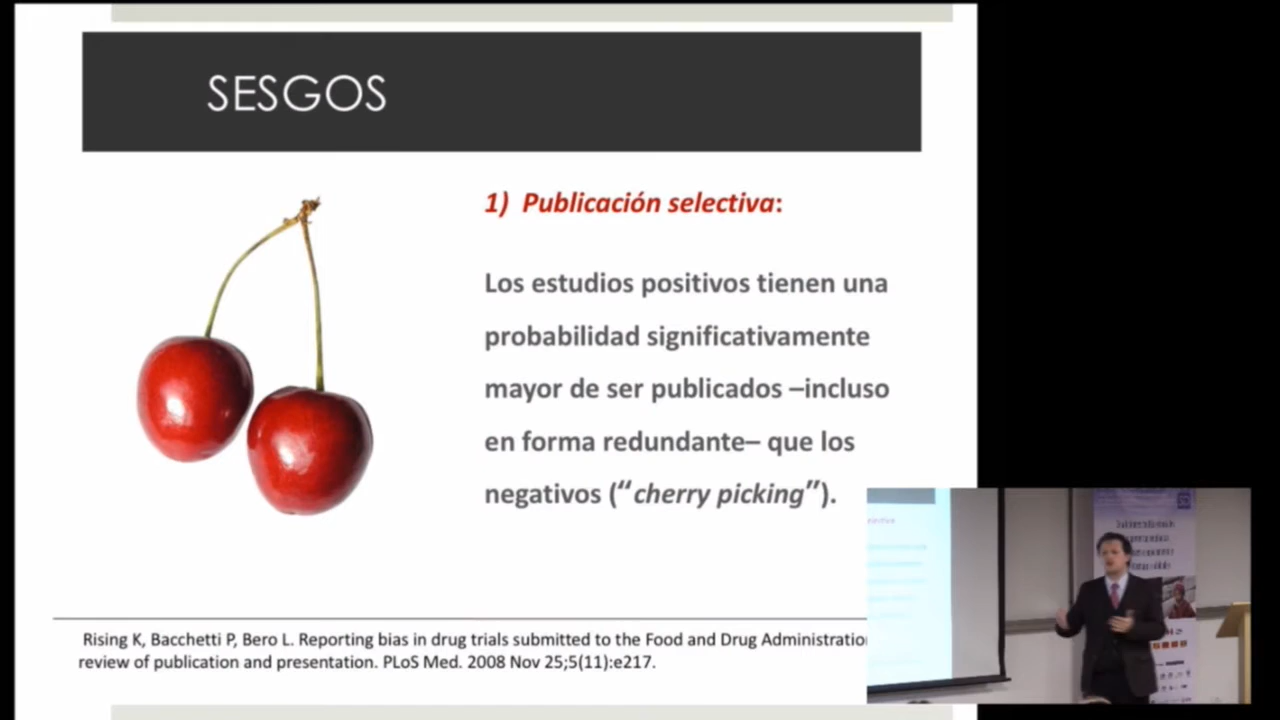 SESGOS
1) Publicación selectiva:
Los estudios positivos tienen una
probabilidad significativamente
mayor de ser publicados –incluso
en forma redundante– que los
negativos (“cherry picking”).
Rising K, Bacchetti P, Bero L. Reporting bias in drug trials submitted to the Food and Drug Administration
review of publication and presentation. PLoS Med. 2008 Nov 25;5(11):e217.